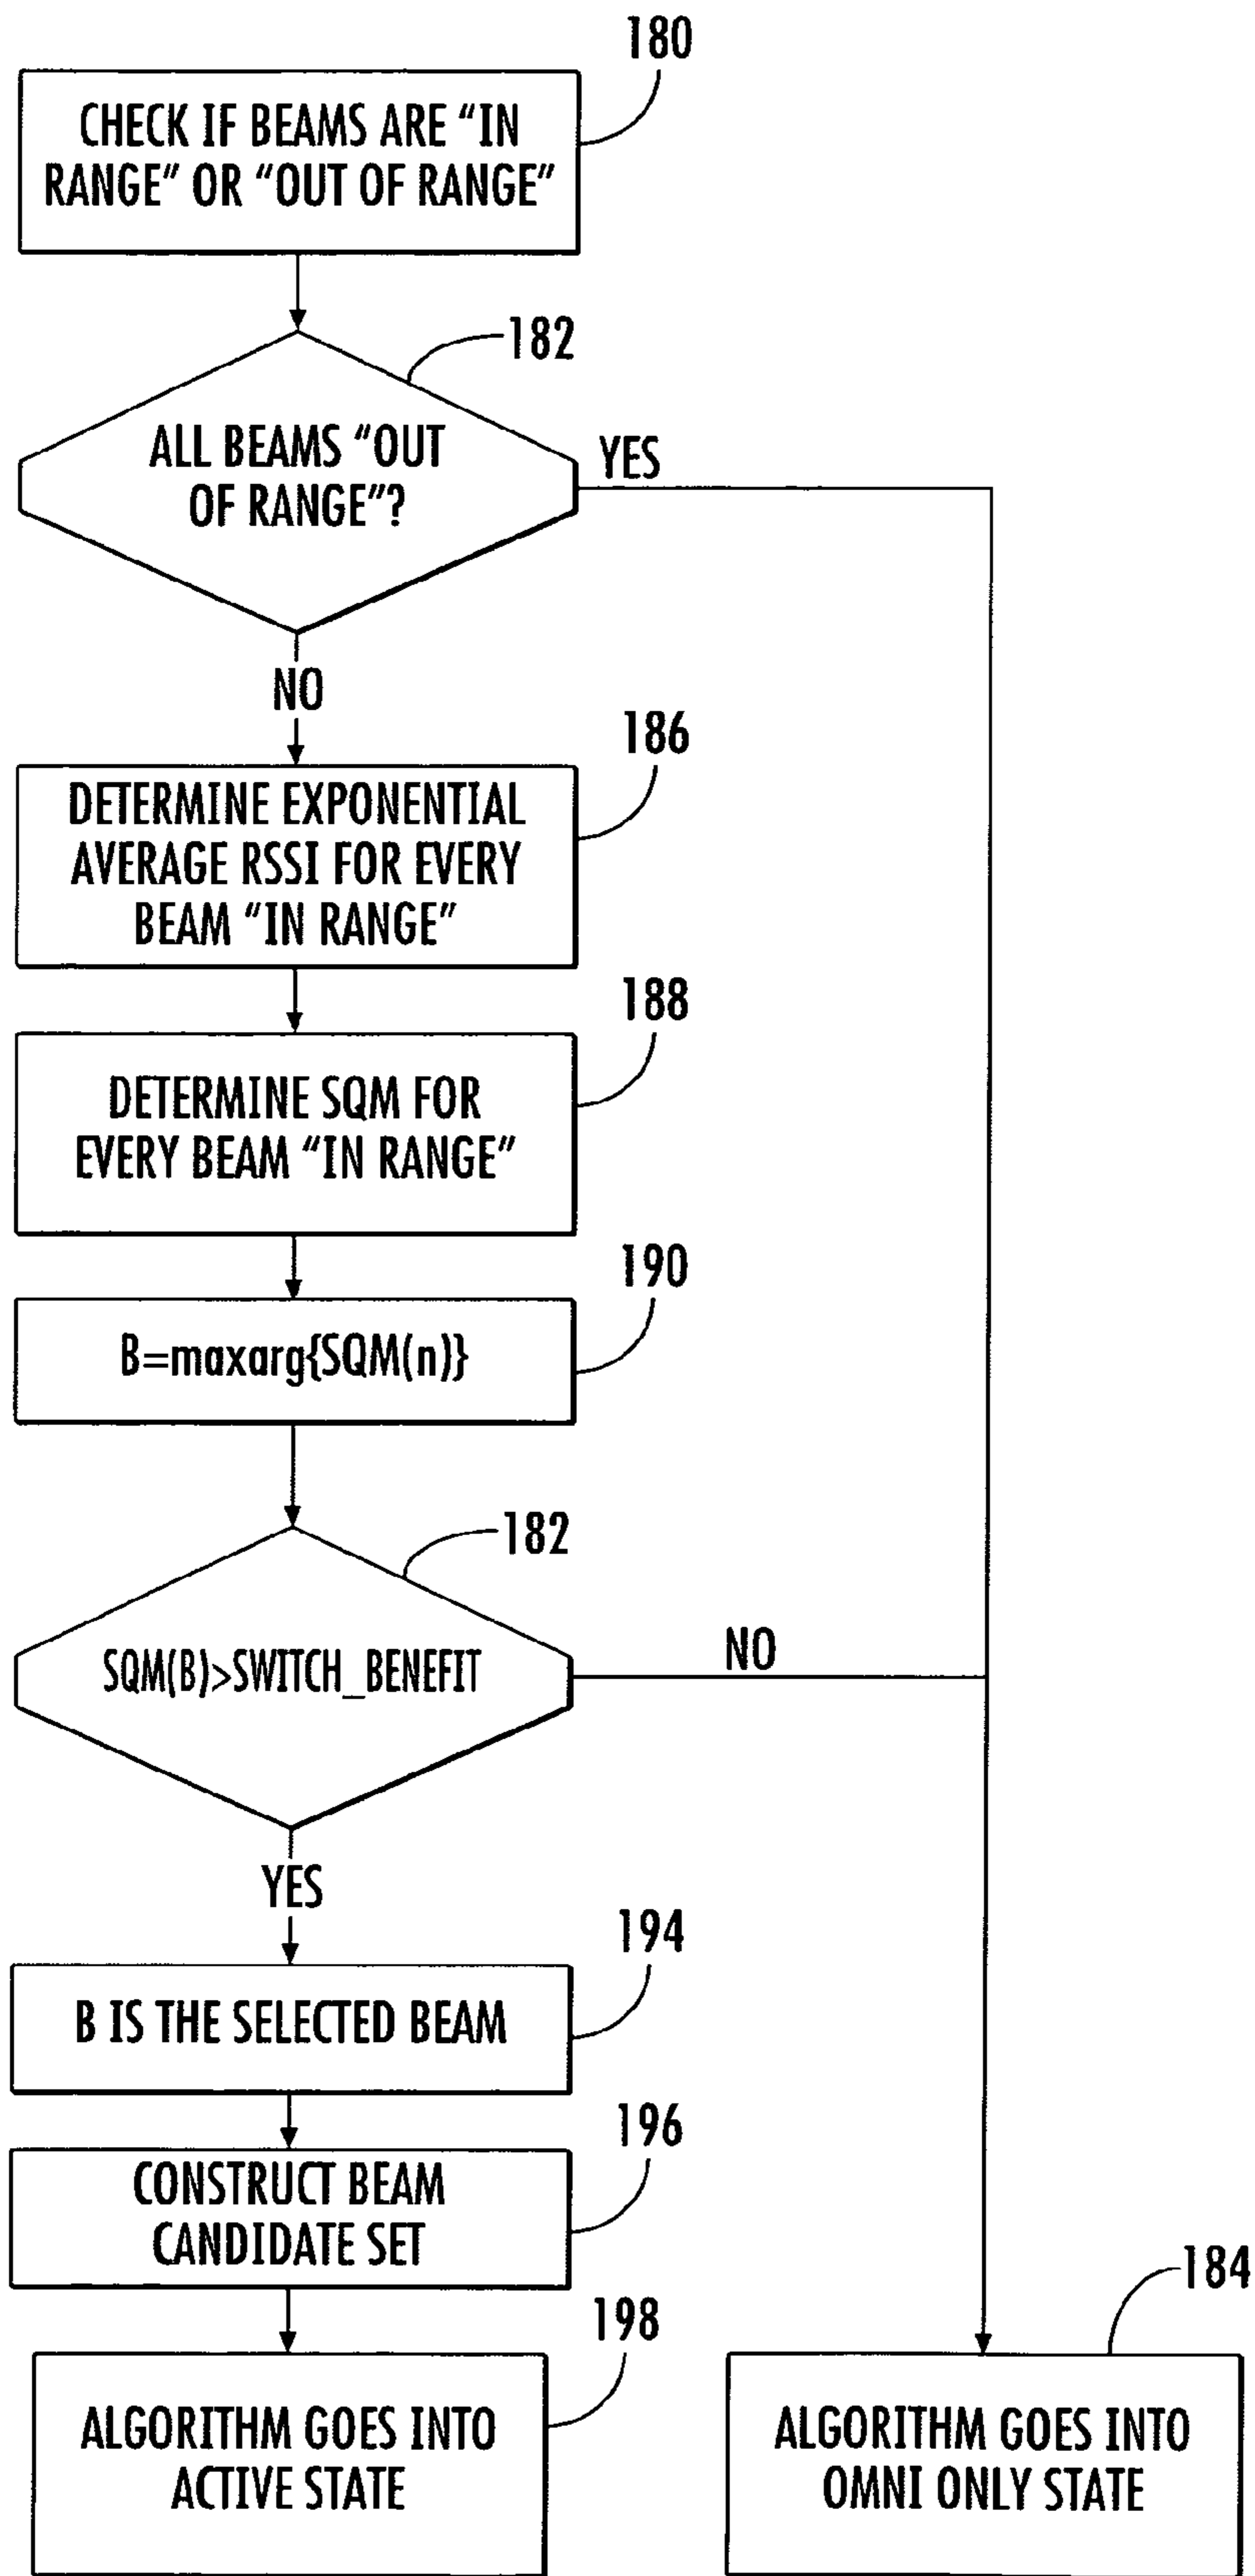 180
CHECK IF BEAMS ARE “IN
RANGE” OR “OUT OF RANGE”
182
ALL BEAMS “OUT
OF RANGE”?
YES
NO
186
DETERMINE EXPONENTIAL
AVERAGE RSSI FOR EVERY
BEAM “IN RANGE”
188
DETERMINE SQM FOR
EVERY BEAM “IN RANGE”
190
B=maxarg{SQM(n)}
182
SQM(B)>SWITCH_BENEFIT
NO
YES
194
B IS THE SELECTED BEAM
196
CONSTRUCT BEAM
CANDIDATE SET
198
ALGORITHM GOES INTO
ACTIVE STATE
184
ALGORITHM GOES INTO
OMNI ONLY STATE